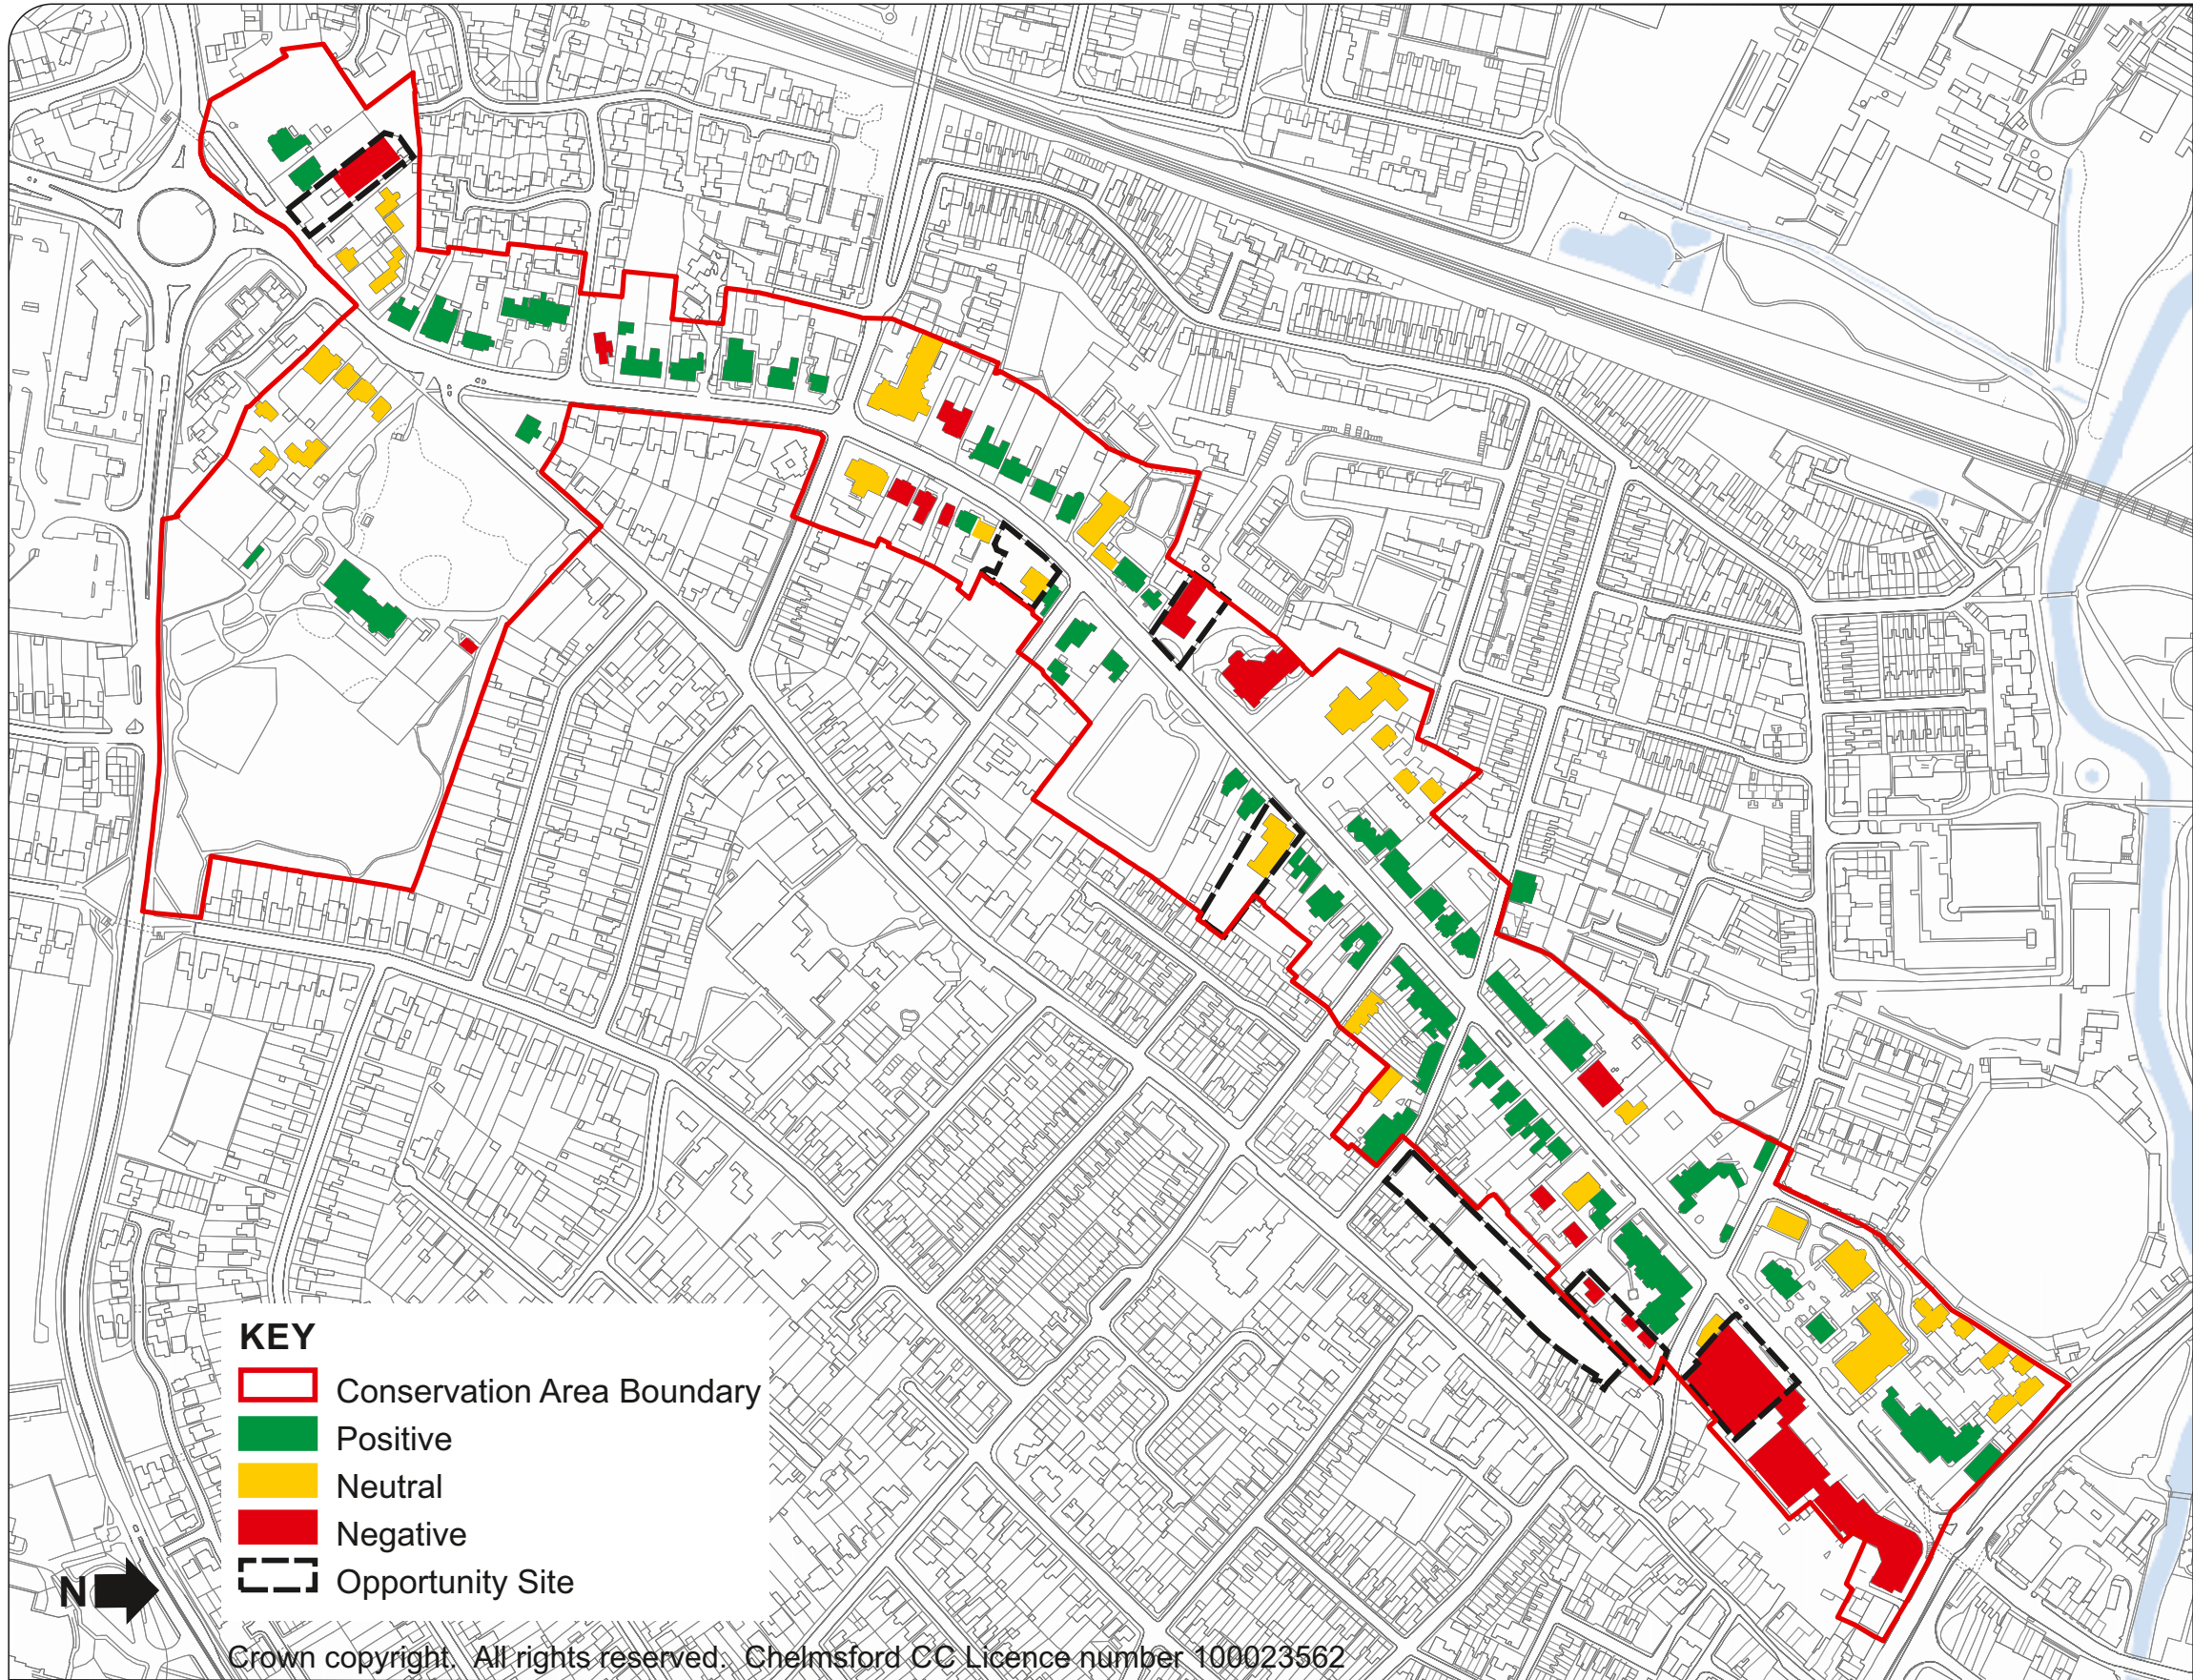 KEY
Conservation Area Boundary
Positive
Neutral
Negative
Opportunity Site
N
Crown copyright. All rights reserved. Chelmsford CC Licence number 100023562